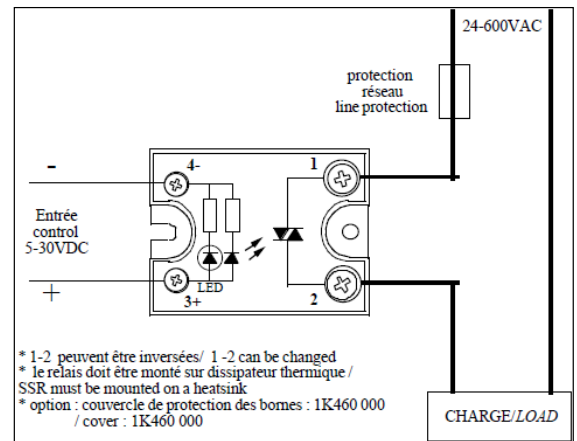 24-600VAC
protection
réseau
line protection
-
4-
1
Entrée
control
5-30VDC
+
LED
3+
2
* 1-2 peuvent être inversées/ 1 -2 can be changed
* le relais doit être monté sur dissipateur thermique /
SSR must be mounted on a heatsink
* option : couvercle de protection des bornes : 1K460 000
/ cover : 1K460 000
CHARGE/LOAD